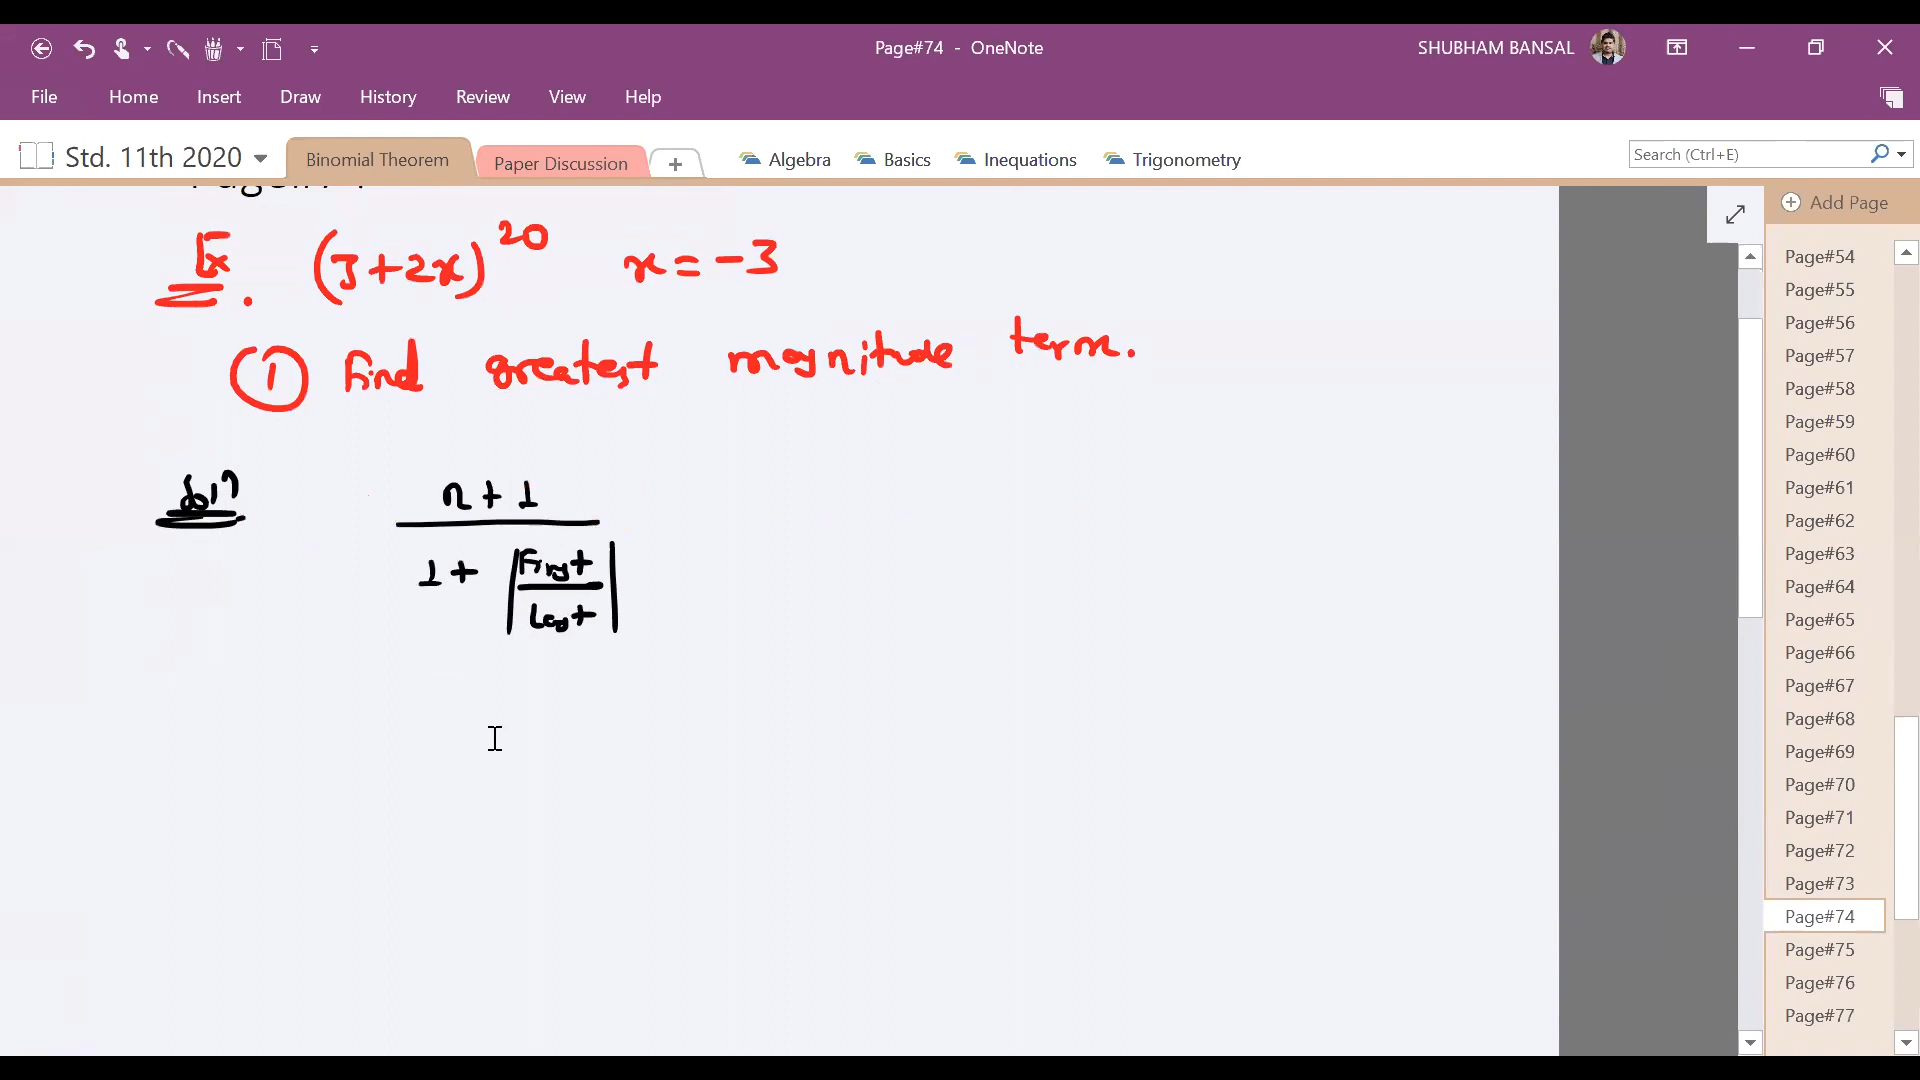 Page#74 - OneNote
SHUBHAM BANSAL
File Home Insert Draw History Review View Help
Std. 11th 2020
Binomial Theorem
Paper Discussion
+
Algebra
Basics
Inequations
Trigonometry
Search (Ctrl+E)
Add Page
Ex. (3+2x)^20 x = -3
① Find greatest magnitude term.
Sol^n
n + 1
1 + |First
Last|
Page#54
Page#55
Page#56
Page#57
Page#58
Page#59
Page#60
Page#61
Page#62
Page#63
Page#64
Page#65
Page#66
Page#67
Page#68
Page#69
Page#70
Page#71
Page#72
Page#73
Page#74
Page#75
Page#76
Page#77